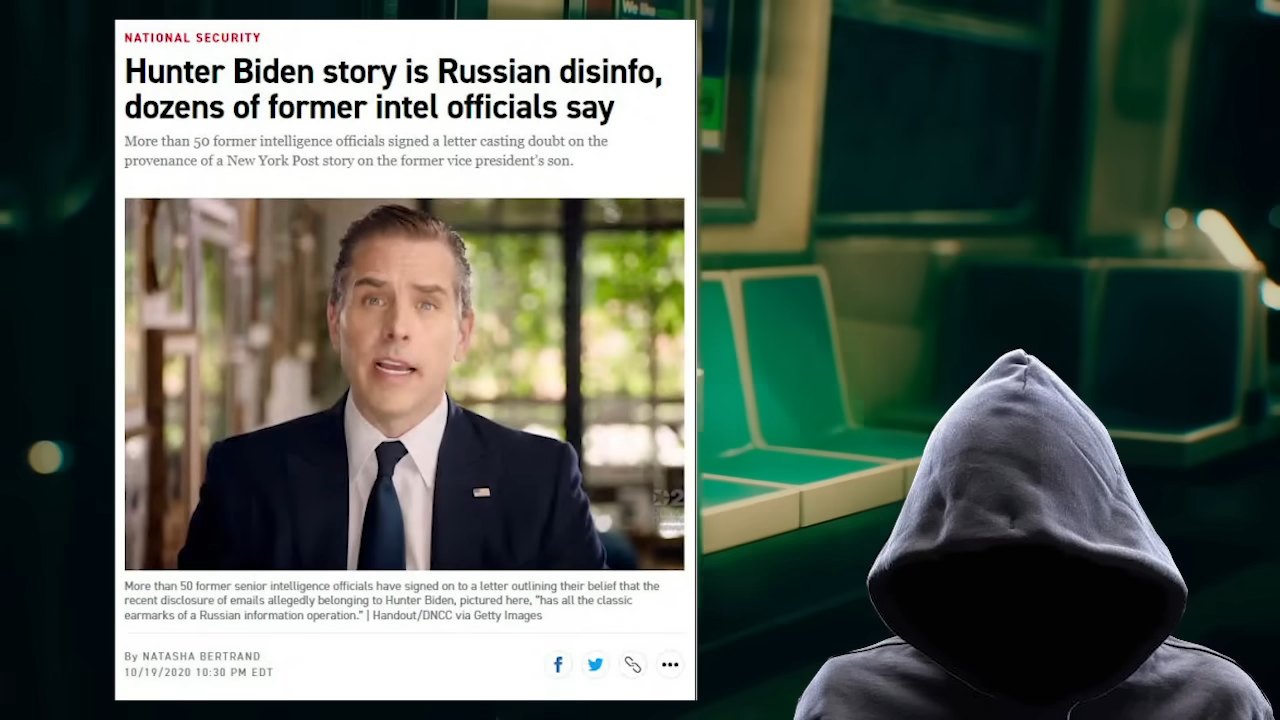 NATIONAL SECURITY
Hunter Biden story is Russian disinfo,
dozens of former intel officials say
More than 50 former intelligence officials signed a letter casting doubt on the
provenance of a New York Post story on the former vice president's son.
More than 50 former senior intelligence officials have signed on to a letter outlining their belief that the
recent disclosure of emails allegedly belonging to Hunter Biden, pictured here, "has all the classic
earmarks of a Russian information operation." | Handout/DNCC via Getty Images
By NATASHA BERTRAND
10/19/2020 10:30 PM EDT